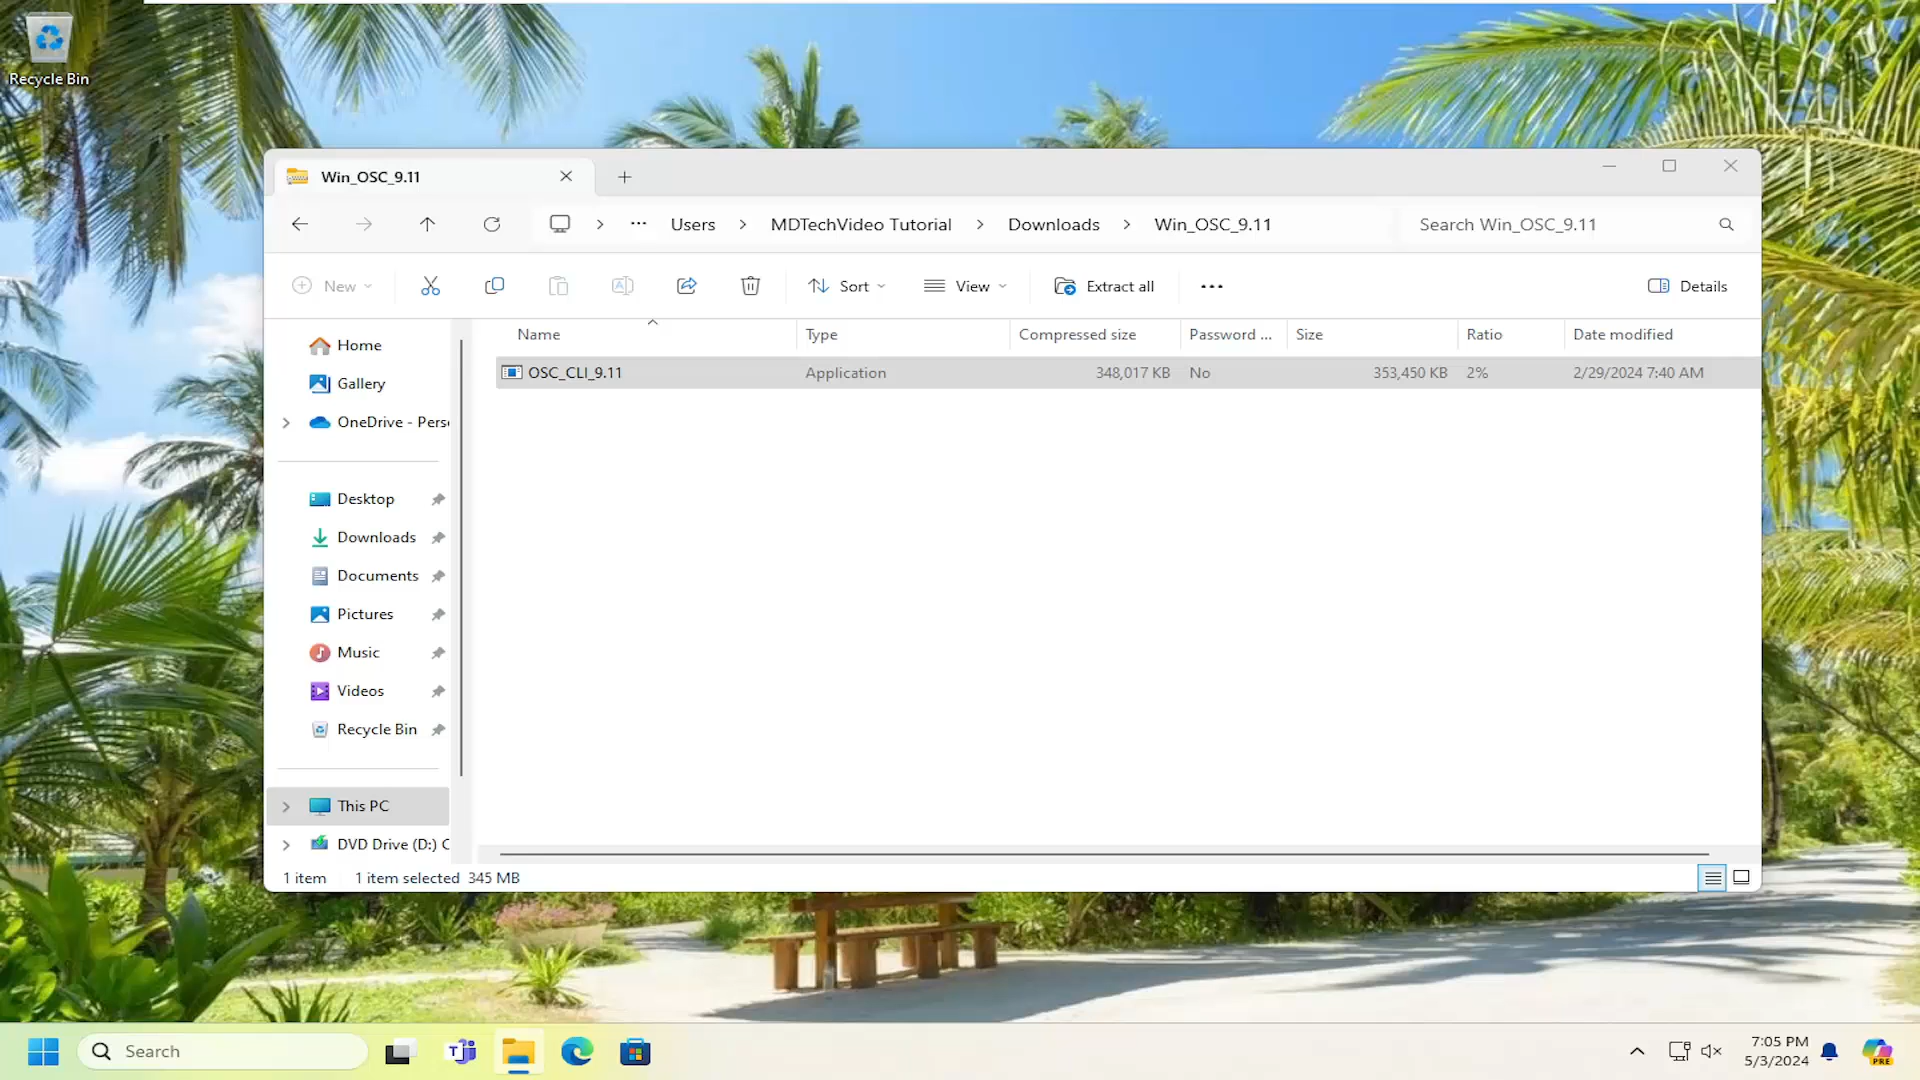 Recycle Bin
Win_OSC_9.11
Users > MDTechVideo Tutorial > Downloads > Win_OSC_9.11
Search Win_OSC_9.11
New
Sort
View
Extract all
Details
Name Type Compressed size Password ... Size Ratio Date modified
OSC_CLI_9.11 Application 348,017 KB No 353,450 KB 2% 2/29/2024 7:40 AM
Home
Gallery
OneDrive - Pers
Desktop
Downloads
Documents
Pictures
Music
Videos
Recycle Bin
This PC
DVD Drive (D:) C
1 item 1 item selected 345 MB
Search
7:05 PM
5/3/2024
PRE